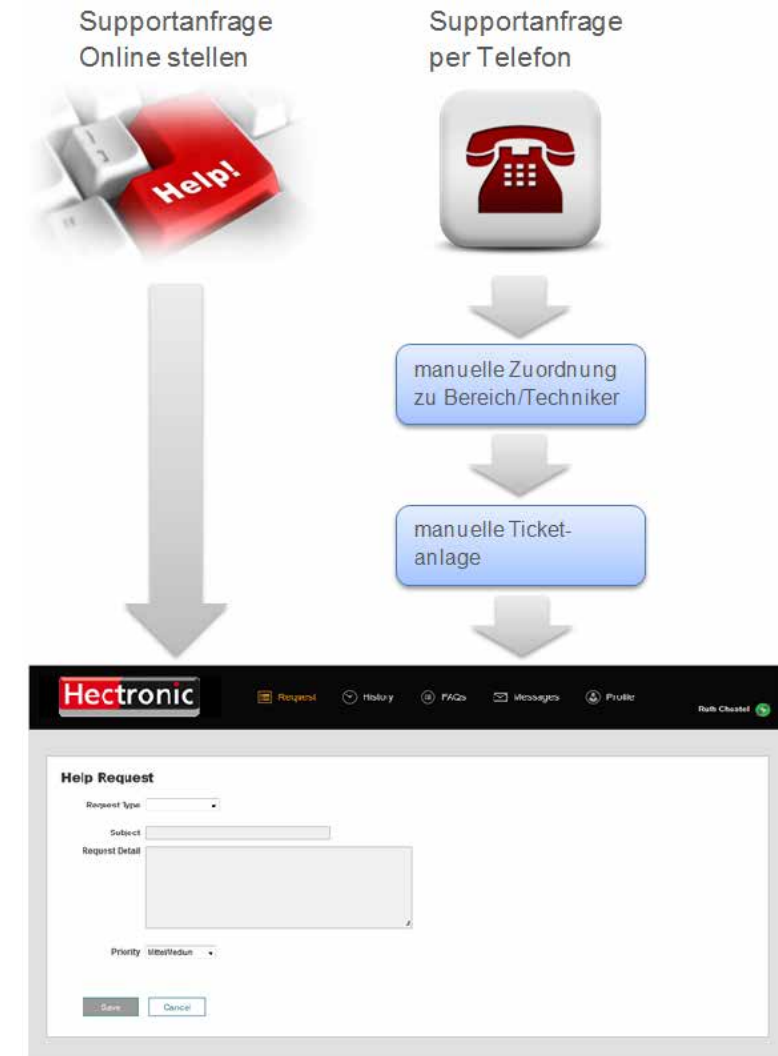 Supportanfrage
Online stellen
Supportanfrage
per Telefon
Help!
manuelle Zuordnung
zu Bereich/Techniker
manuelle Ticket-
anlage
Hectronic
Request
History
FAQs
Messages
Profile
Ruth Chastel
Help Request
Request Type
Subject
Request Detail
Priority Mittel/Medium
Save
Cancel